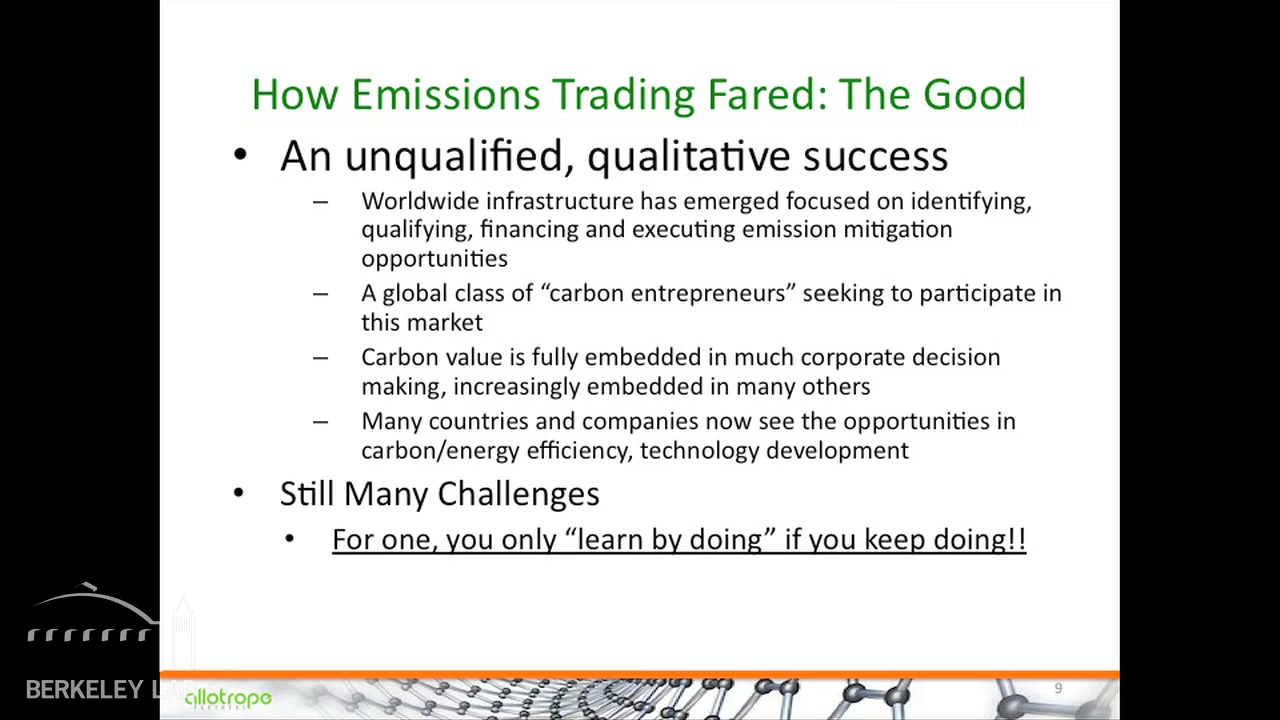 How Emissions Trading Fared: The Good
• An unqualified, qualitative success
– Worldwide infrastructure has emerged focused on identifying,
qualifying, financing and executing emission mitigation
opportunities
– A global class of “carbon entrepreneurs” seeking to participate in
this market
– Carbon value is fully embedded in much corporate decision
making, increasingly embedded in many others
– Many countries and companies now see the opportunities in
carbon/energy efficiency, technology development
• Still Many Challenges
• For one, you only “learn by doing” if you keep doing!!
BERKELEY LAB
allotrope
PARTNERS
9